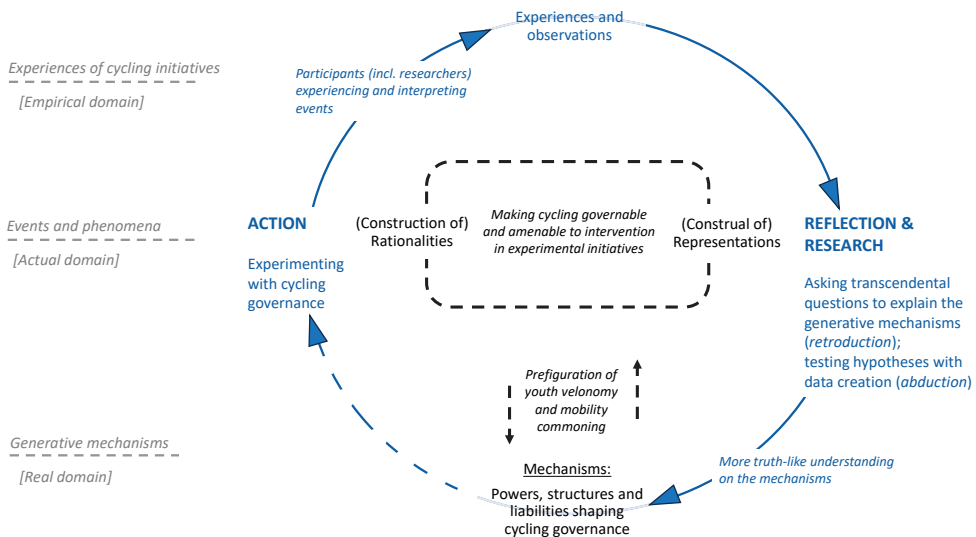 Experiences and
observations
Experiences of cycling initiatives
[Empirical domain]
Participants (incl. researchers)
experiencing and interpreting
events
Events and phenomena
[Actual domain]
ACTION
Experimenting
with cycling
governance
(Construction of)
Rationalities
Making cycling governable
and amenable to intervention
in experimental initiatives
(Construal of)
Representations
REFLECTION &
RESEARCH
Asking transcendental
questions to explain the
generative mechanisms
(retroduction);
testing hypotheses with
data creation (abduction)
Prefiguration of
youth velonomy
and mobility
commoning
Generative mechanisms
[Real domain]
Mechanisms:
Powers, structures and
liabilities shaping
cycling governance
More truth-like understanding
on the mechanisms